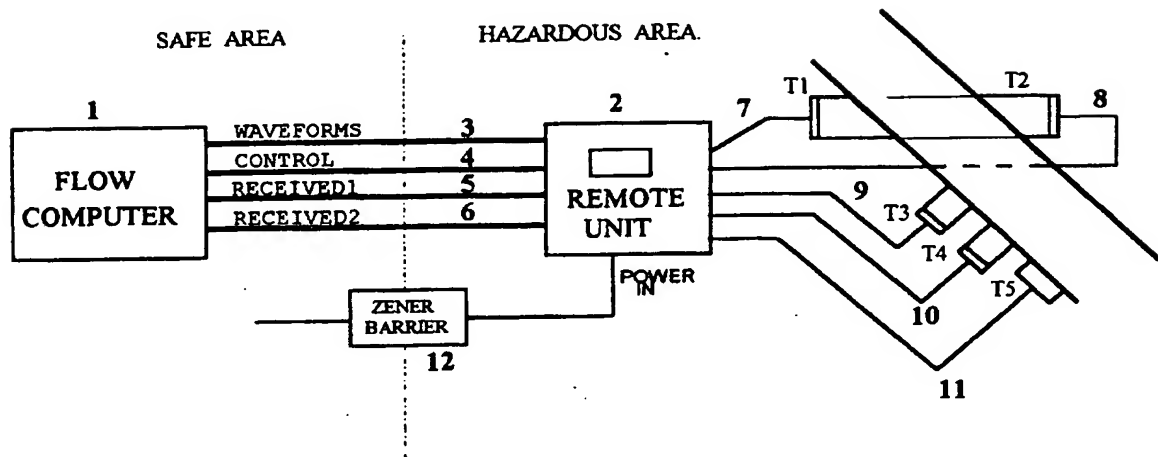 SAFE AREA
HAZARDOUS AREA.
1
2
T1
T2
7
8
FLOW
COMPUTER
WAVEFORMS
3
CONTROL
4
RECEIVED1
5
RECEIVED2
6
REMOTE
UNIT
9
T3
T4
T5
10
11
POWER
IN
ZENER
BARRIER
12